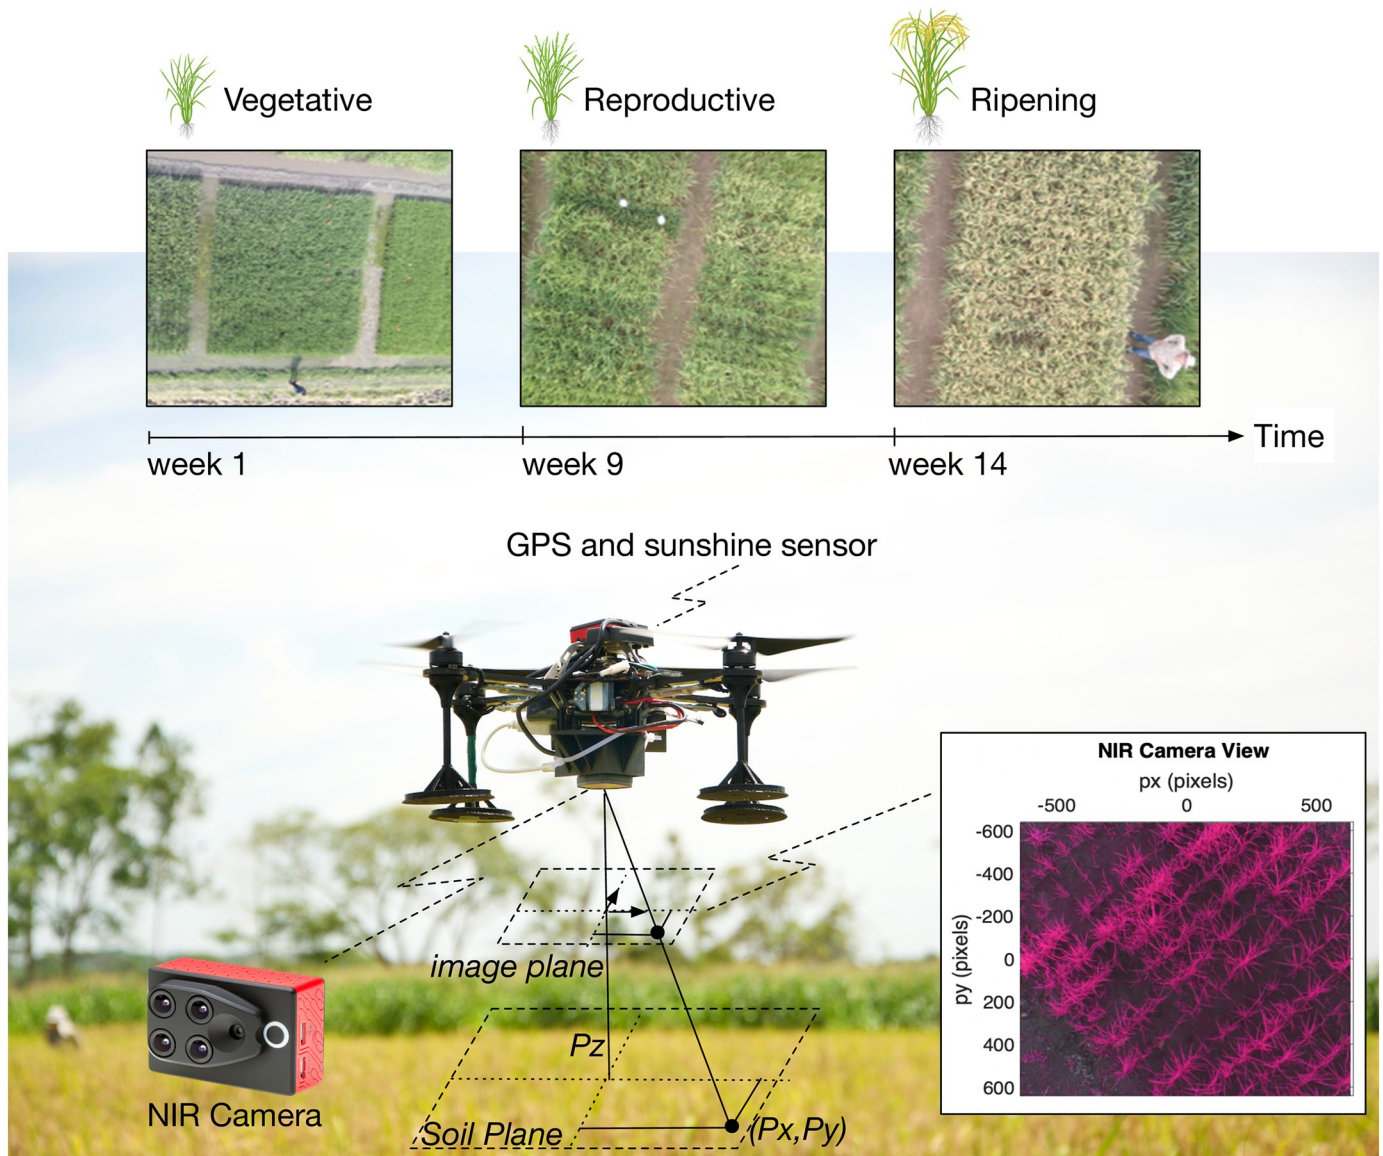 Vegetative
Reproductive
Ripening
Time
week 1
week 9
week 14
GPS and sunshine sensor
NIR Camera View
px (pixels)
-500 0 500
-600
-400
-200
0
200
400
600
py (pixels)
image plane
Pz
NIR Camera
Soil Plane
(Px,Py)